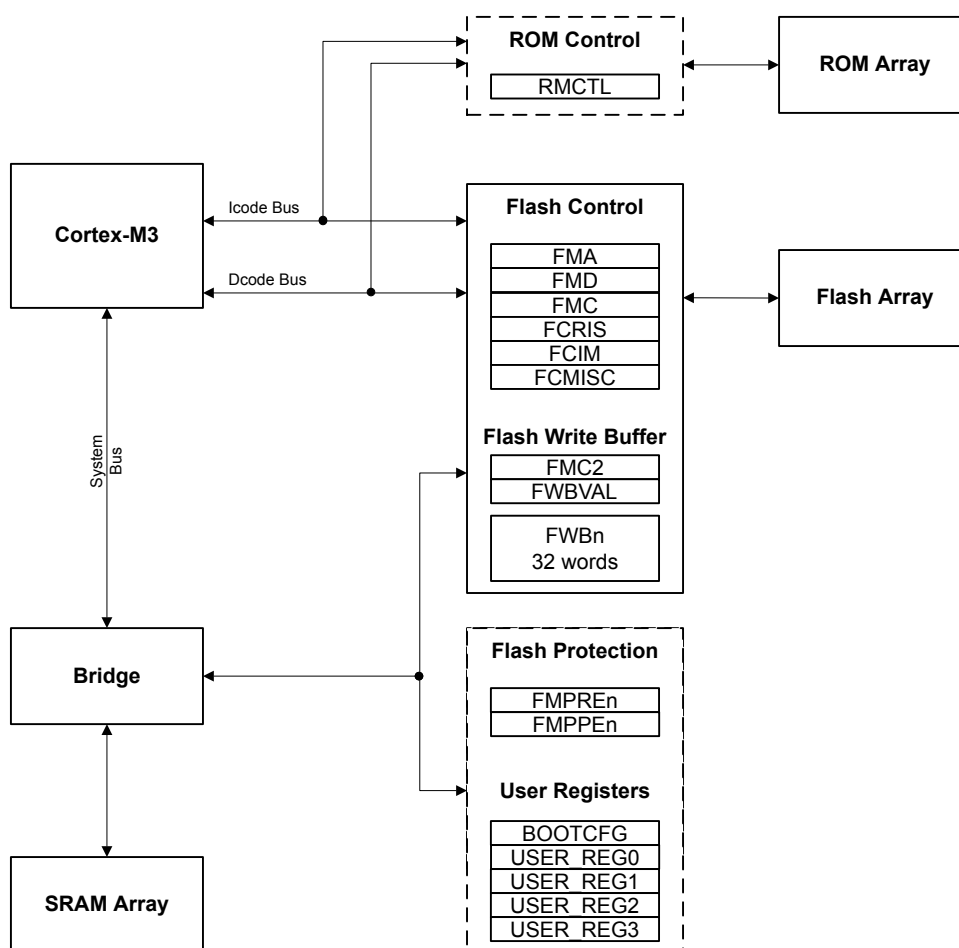 ROM Control
RMCTL
ROM Array
Cortex-M3
Icode Bus
Dcode Bus
System
Bus
Flash Control
FMA
FMD
FMC
FCRIS
FCIM
FCMISC
Flash Array
Flash Write Buffer
FMC2
FWBVAL
FWBn
32 words
Bridge
Flash Protection
FMPREn
FMPPEn
User Registers
BOOTCFG
USER_REG0
USER_REG1
USER_REG2
USER_REG3
SRAM Array